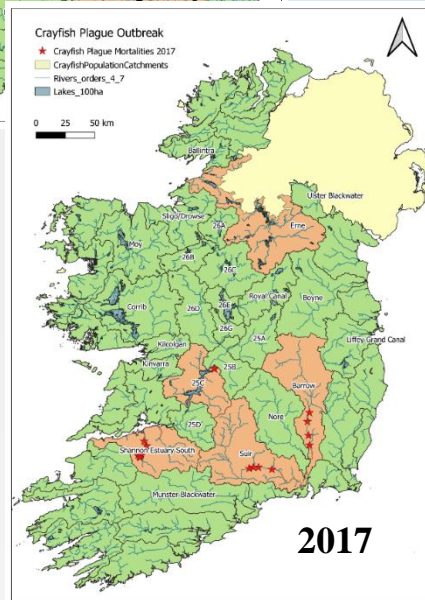 Crayfish Plague Outbreak
Crayfish Plague Mortalities 2017
CrayfishPopulationCatchments
Rivers_orders_4_7
Lakes_100ha
0 25 50 km
Ballintra
Ulster Blackwater
Sligo/Drowse
26A
Erne
Moy
26B
26C
Royal Canal
Boyne
Corrib
26D
26E
26G
25A
Liffey Grand Canal
Kilcolgan
Kinvarra
25B
25C
Barrow
Nore
25D
Shannon Estuary South
Suir
Munster Blackwater
2017